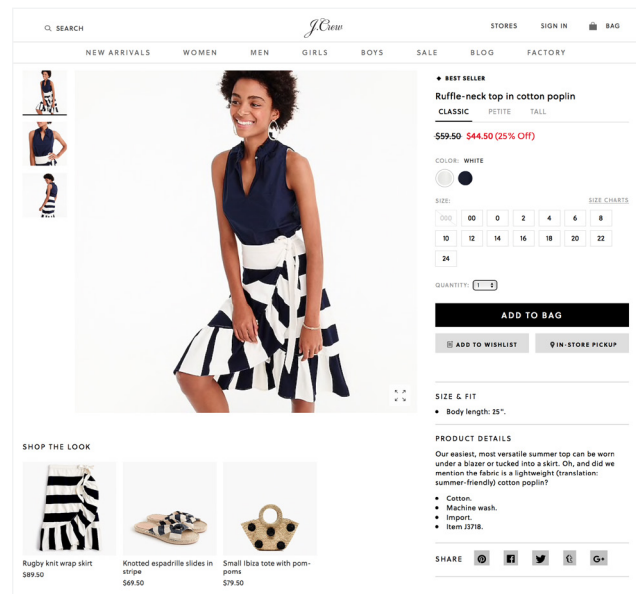 SEARCH
J.Crew
STORES SIGN IN BAG
NEW ARRIVALS WOMEN MEN GIRLS BOYS SALE BLOG FACTORY
BEST SELLER
Ruffle-neck top in cotton poplin
CLASSIC PETITE TALL
$59.50 $44.50 (25% Off)
COLOR: WHITE
SIZE: SIZE CHARTS
000 00 0 2 4 6 8
10 12 14 16 18 20 22
24
QUANTITY: 1
ADD TO BAG
ADD TO WISHLIST IN-STORE PICKUP
SIZE & FIT
• Body length: 25".
PRODUCT DETAILS
Our easiest, most versatile summer top can be worn
under a blazer or tucked into a skirt. Oh, and did we
mention the fabric is a lightweight (translation:
summer-friendly) cotton poplin?
• Cotton.
• Machine wash.
• Import.
• Item J3718.
SHARE G+
SHOP THE LOOK
Rugby knit wrap skirt
$89.50
Knotted espadrille slides in
stripe
$69.50
Small Ibiza tote with pom-
poms
$79.50